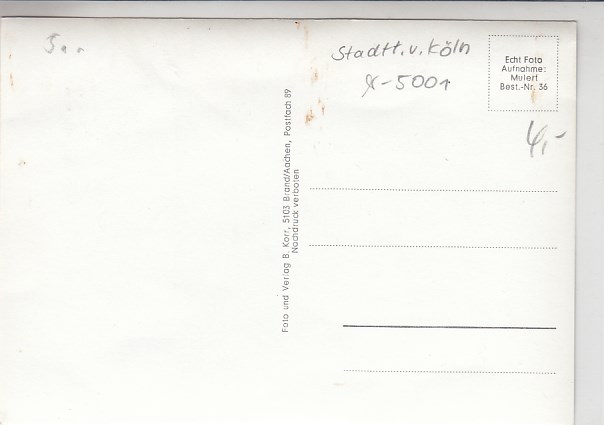 Stadtt. v. Köln
Echt Foto
Aufnahme:
Mulert
Best.-Nr. 36
4,-
Foto und Verlag B. Korr, 5103 Brand/Aachen, Postfach 89
Nachdruck verboten